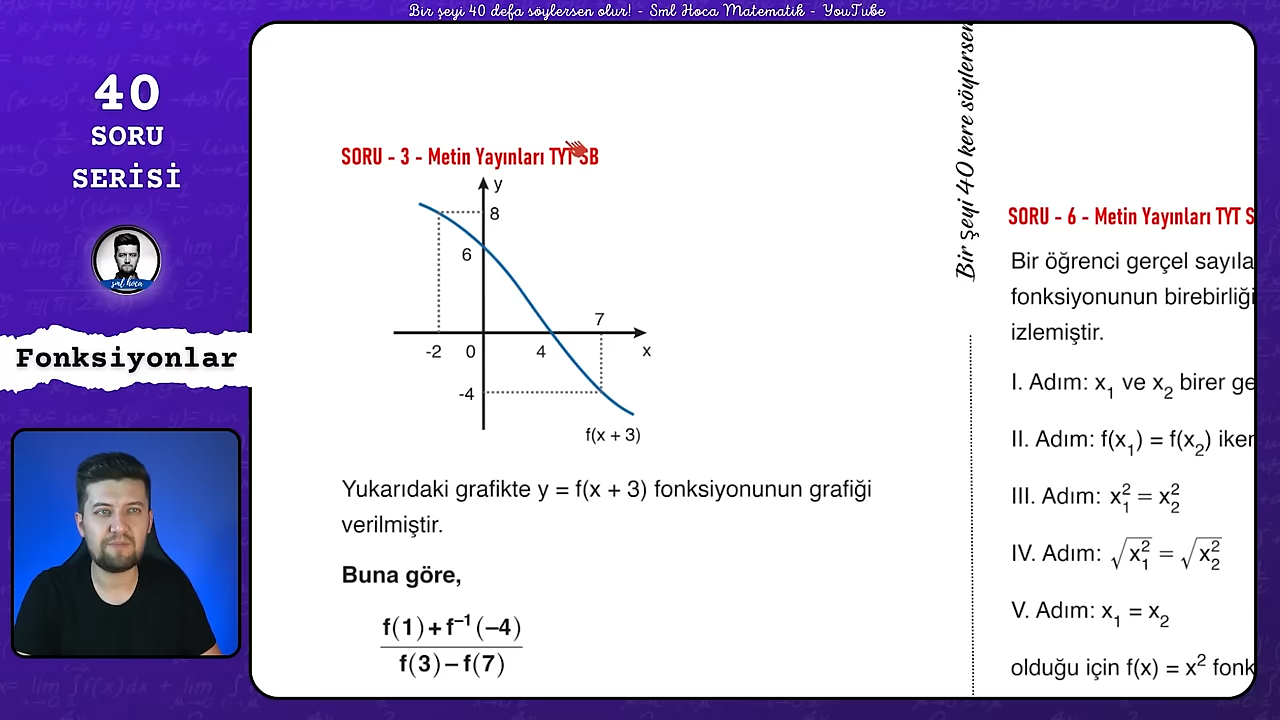 Bir şeyi 40 defa söylersen olur! - Sml Hoca Matematik - YouTube
40
SORU
SERİSİ
sml hoca
Fonksiyonlar
SORU - 3 - Metin Yayınları TYT SB
y
8
6
7
-2 0 4 x
-4
f(x + 3)
Yukarıdaki grafikte y = f(x + 3) fonksiyonunun grafiği
verilmiştir.
Buna göre,
f(1)+f⁻¹(–4)
f(3)–f(7)
Bir şeyi 40 kere söylersen
SORU - 6 - Metin Yayınları TYT S
Bir öğrenci gerçel sayıla
fonksiyonunun birebirliği
izlemiştir.
I. Adım: x₁ ve x₂ birer ge
II. Adım: f(x₁) = f(x₂) iken
III. Adım: x₁² = x₂²
IV. Adım: √x₁² = √x₂²
V. Adım: x₁ = x₂
olduğu için f(x) = x² fonk